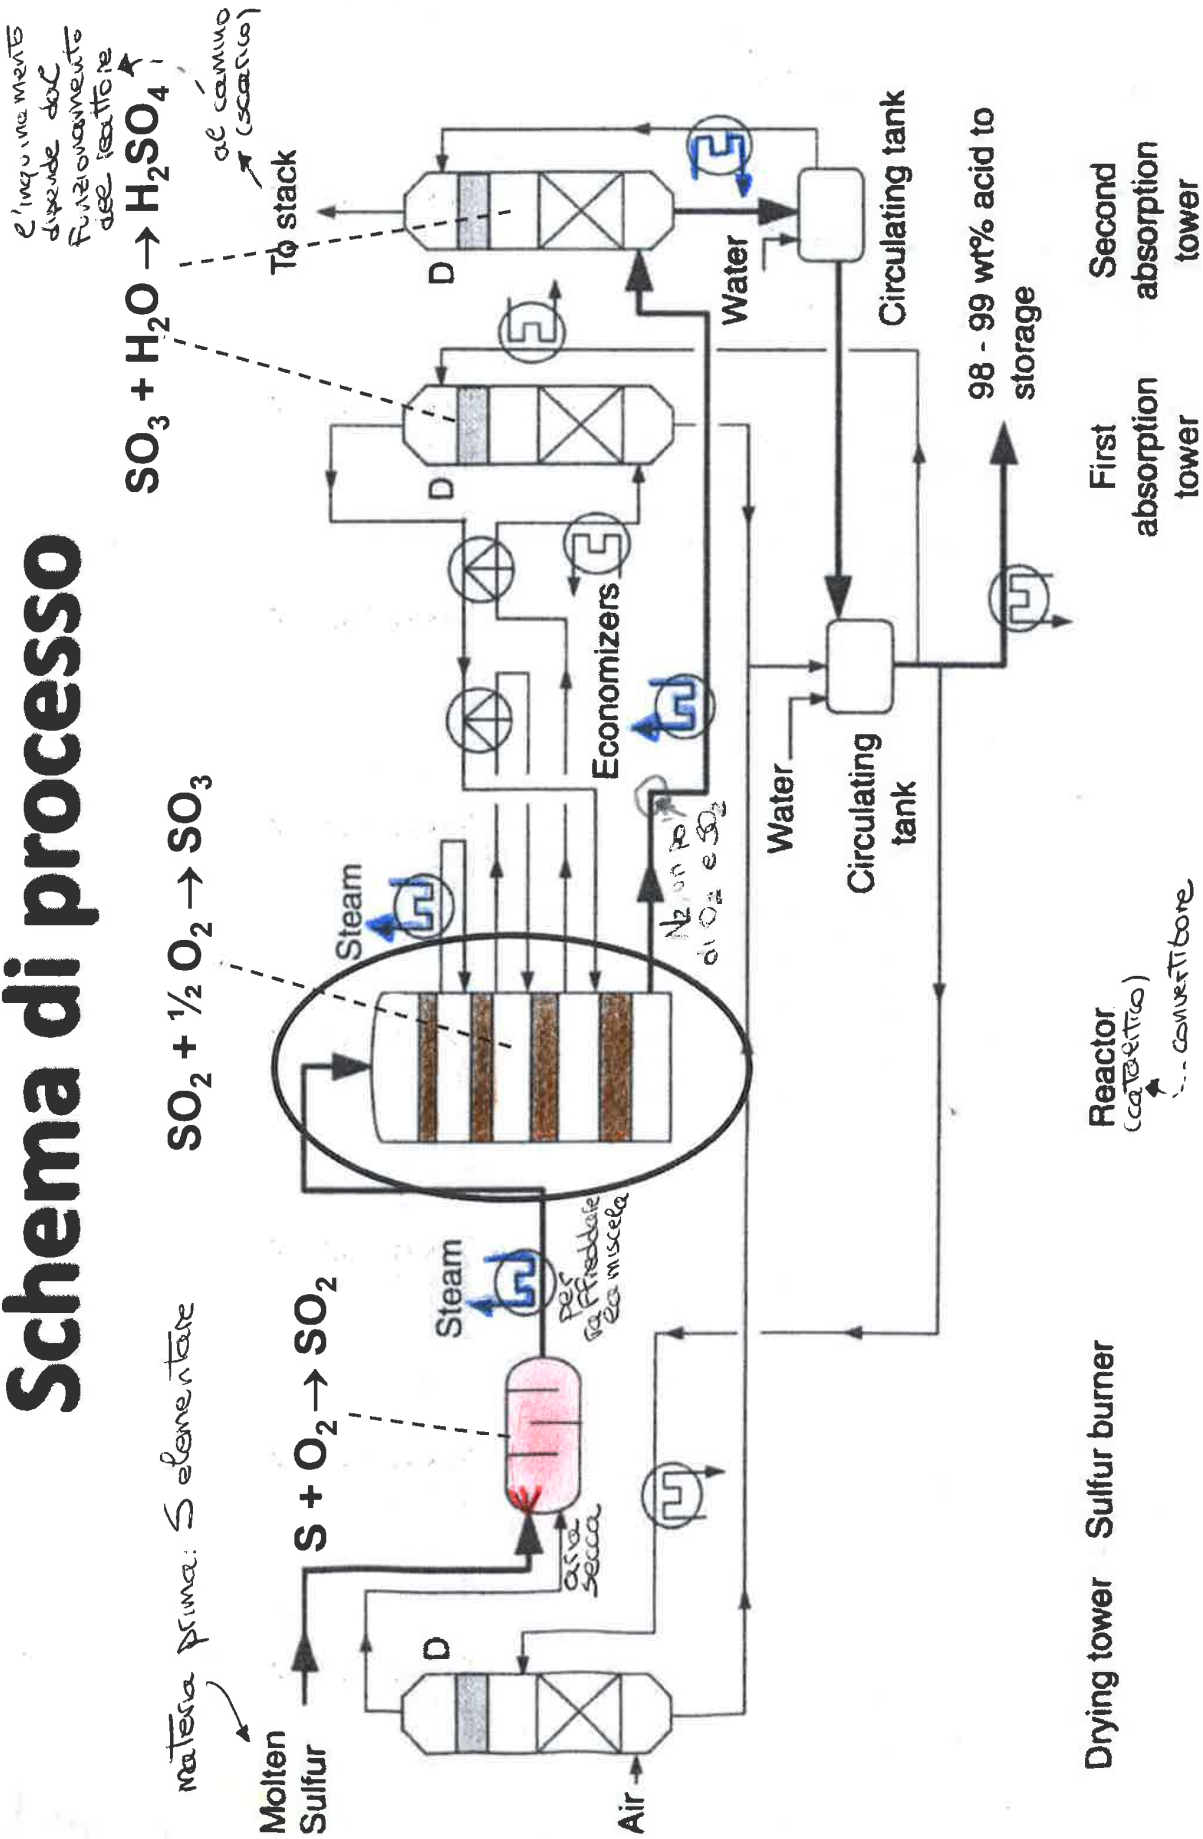 Schema di processo
materia prima: S elementare
S + O2 → SO2
SO2 + ½ O2 → SO3
SO3 + H2O → H2SO4
l'inquinamento
dipende dal
funzionamento
del reattore
al camino
(scarico)
To stack
Molten
Sulfur
Air
D
aria
secca
Steam
per
raffreddare
la miscela
Steam
Economizers
N2 un po
di O2 e SO2
D
D
Water
Circulating
tank
Water
Circulating tank
98 - 99 wt% acid to
storage
Drying tower
Sulfur burner
Reactor
(catalitico)
... convertitore
First
absorption
tower
Second
absorption
tower